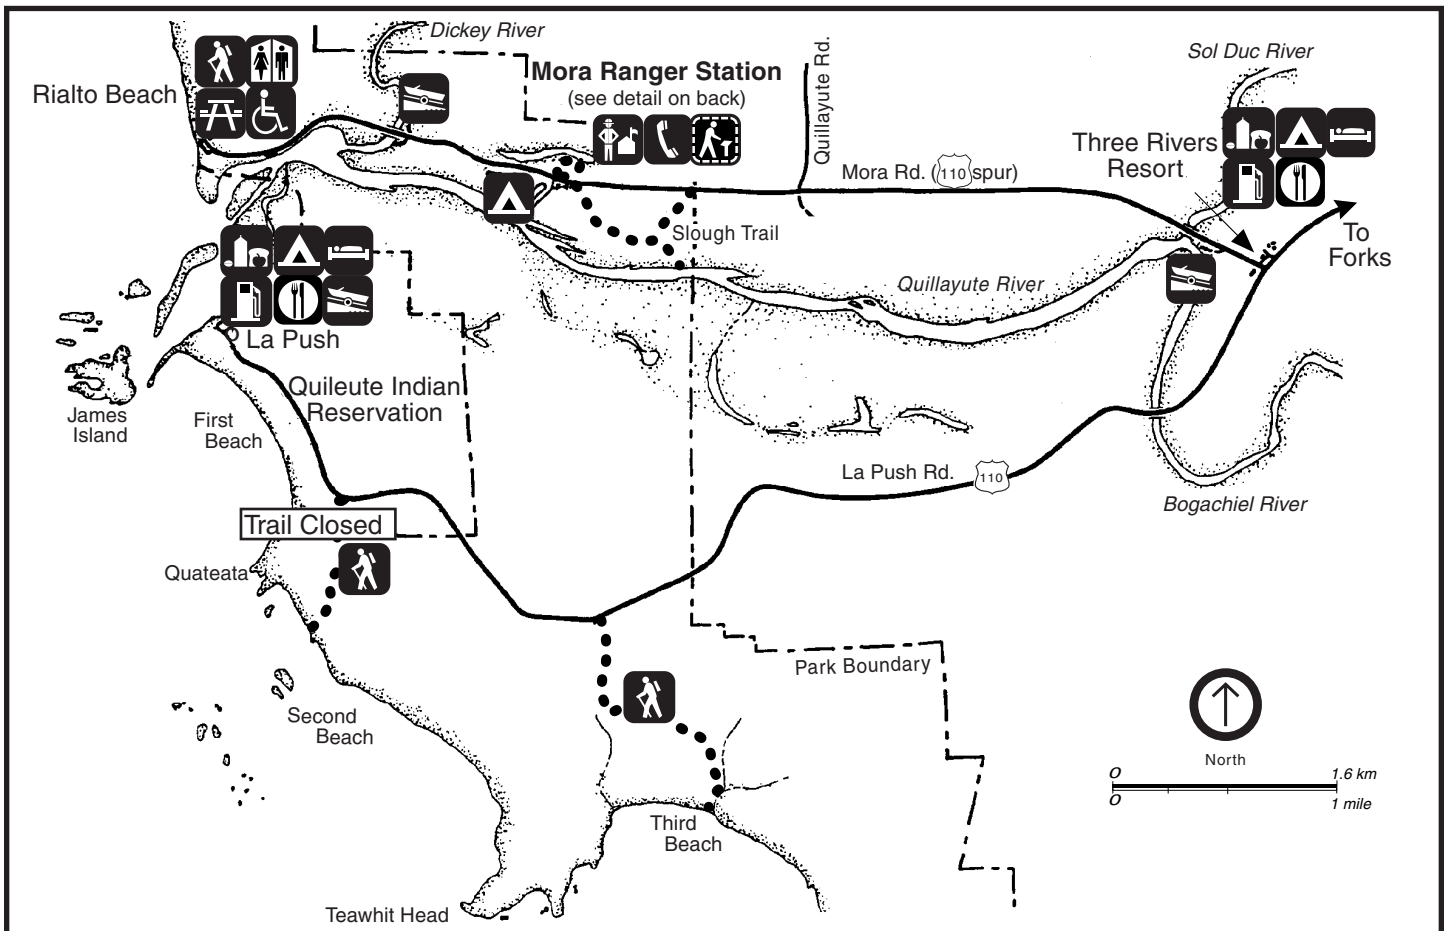 Dickey River
Sol Duc River
Quillayute Rd.
Mora Ranger Station
(see detail on back)
Rialto Beach
Three Rivers
Resort
Mora Rd. (110 spur)
To
Forks
Slough Trail
Quillayute River
La Push
Quileute Indian
Reservation
James
Island
First
Beach
La Push Rd.
110
Bogachiel River
Trail Closed
Quateata
Park Boundary
Second
Beach
North
0
1.6 km
0
1 mile
Third
Beach
Teawhit Head